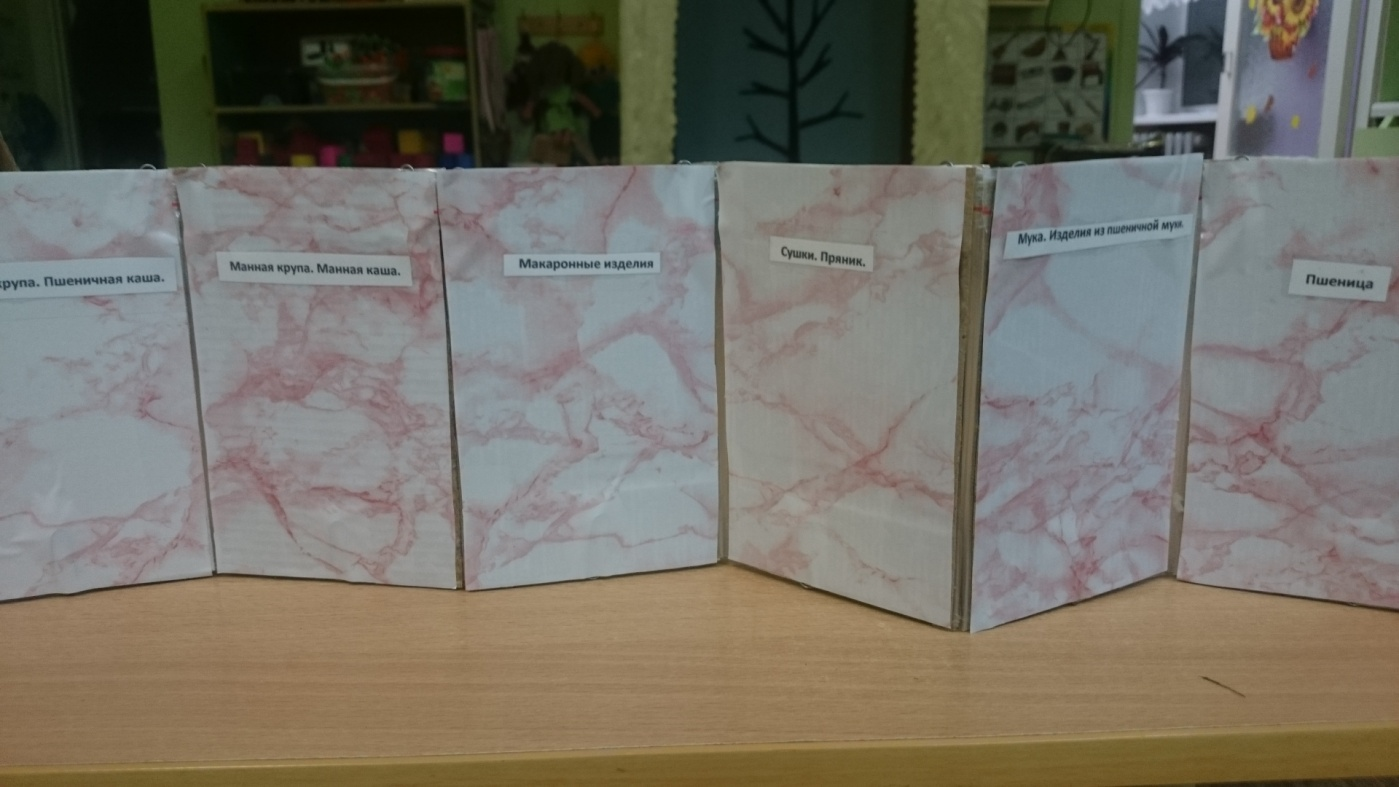 крупа. Пшеничная каша.
Манная крупа. Манная каша.
Макаронные изделия
Сушки. Пряник.
Мука. Изделия из пшеничной муки.
Пшеница